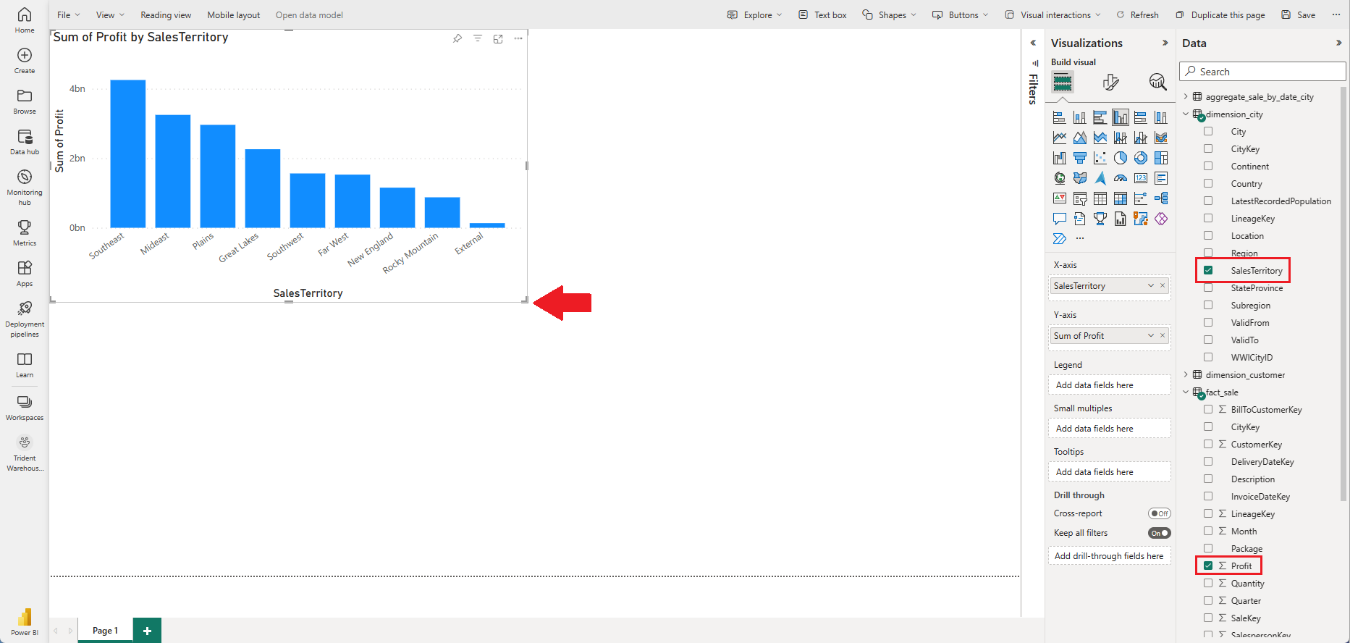 Home
Create
Browse
Data hub
Monitoring
hub
Metrics
Apps
Deployment
pipelines
Learn
Workspaces
Trident
Warehous...
Power BI
File
View
Reading view
Mobile layout
Open data model
Explore
Text box
Shapes
Buttons
Visual interactions
Refresh
Duplicate this page
Save
Sum of Profit by SalesTerritory
Sum of Profit
4bn
2bn
0bn
Southeast
Mideast
Plains
Great Lakes
Southwest
Far West
New England
Rocky Mountain
External
SalesTerritory
Page 1
Filters
Visualizations
Build visual
123
X-axis
SalesTerritory
Y-axis
Sum of Profit
Legend
Add data fields here
Small multiples
Add data fields here
Tooltips
Add data fields here
Drill through
Cross-report
Off
Keep all filters
On
Add drill-through fields here
Data
Search
aggregate_sale_by_date_city
dimension_city
City
CityKey
Continent
Country
LatestRecordedPopulation
LineageKey
Location
Region
SalesTerritory
StateProvince
Subregion
ValidFrom
ValidTo
WWICityID
dimension_customer
fact_sale
BillToCustomerKey
CityKey
CustomerKey
DeliveryDateKey
Description
InvoiceDateKey
LineageKey
Month
Package
Profit
Quantity
Quarter
SaleKey
SalespersonKey